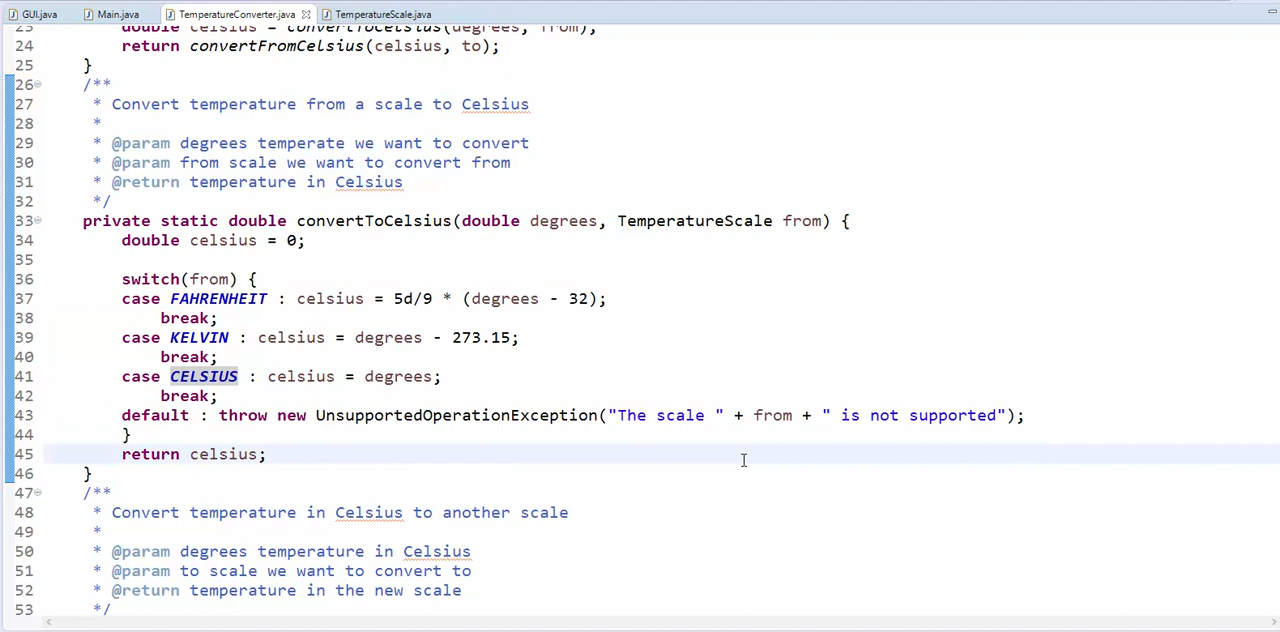 GUI.java Main.java TemperatureConverter.java TemperatureScale.java
23 double celsius = convertToCelsius(degrees, from);
24 return convertFromCelsius(celsius, to);
25 }
26 /**
27 * Convert temperature from a scale to Celsius
28 *
29 * @param degrees temperate we want to convert
30 * @param from scale we want to convert from
31 * @return temperature in Celsius
32 */
33 private static double convertToCelsius(double degrees, TemperatureScale from) {
34 double celsius = 0;
35
36 switch(from) {
37 case FAHRENHEIT : celsius = 5d/9 * (degrees - 32);
38 break;
39 case KELVIN : celsius = degrees - 273.15;
40 break;
41 case CELSIUS : celsius = degrees;
42 break;
43 default : throw new UnsupportedOperationException("The scale " + from + " is not supported");
44 }
45 return celsius;
46 }
47 /**
48 * Convert temperature in Celsius to another scale
49 *
50 * @param degrees temperature in Celsius
51 * @param to scale we want to convert to
52 * @return temperature in the new scale
53 */